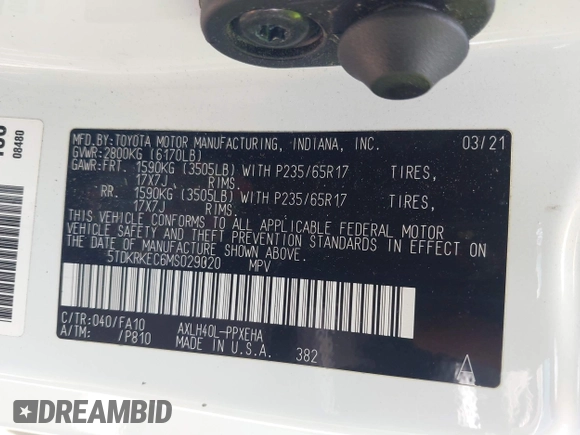 08480
MFD.BY:TOYOTA MOTOR MANUFACTURING, INDIANA, INC. 03/21
GVWR:2800KG (6170LB)
GAWR:FRT. 1590KG (3505LB) WITH P235/65R17 TIRES,
17X7J RIMS.
RR. 1590KG (3505LB) WITH P235/65R17 TIRES,
17X7J RIMS.
THIS VEHICLE CONFORMS TO ALL APPLICABLE FEDERAL MOTOR
VEHICLE SAFETY AND THEFT PREVENTION STANDARDS IN EFFECT ON
THE DATE OF MANUFACTURE SHOWN ABOVE.
5TDKRKEC6MS029020 MPV
C/TR:040/FA10 AXLH40L-PPXEHA
A/TM: /P810 MADE IN U.S.A. 382
A
DREAMBID